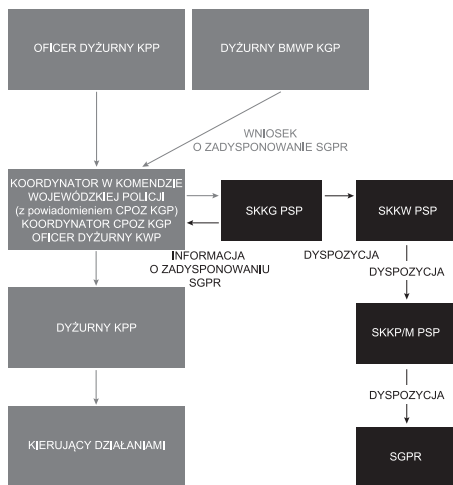 OFICER DYŻURNY KPP
DYŻURNY BMWP KGP
WNIOSEK
O ZADYSPONOWANIE SGPR
KOORDYNATOR W KOMENDZIE
WOJEWÓDZKIEJ POLICJI
(z powiadomieniem CPOZ KGP)
KOORDYNATOR CPOZ KGP
OFICER DYŻURNY KWP
SKKG PSP
SKKW PSP
INFORMACJA
O ZADYSPONOWANIU
SGPR
DYSPOZYCJA
DYSPOZYCJA
DYŻURNY KPP
SKKP/M PSP
DYSPOZYCJA
KIERUJĄCY DZIAŁANIAMI
SGPR